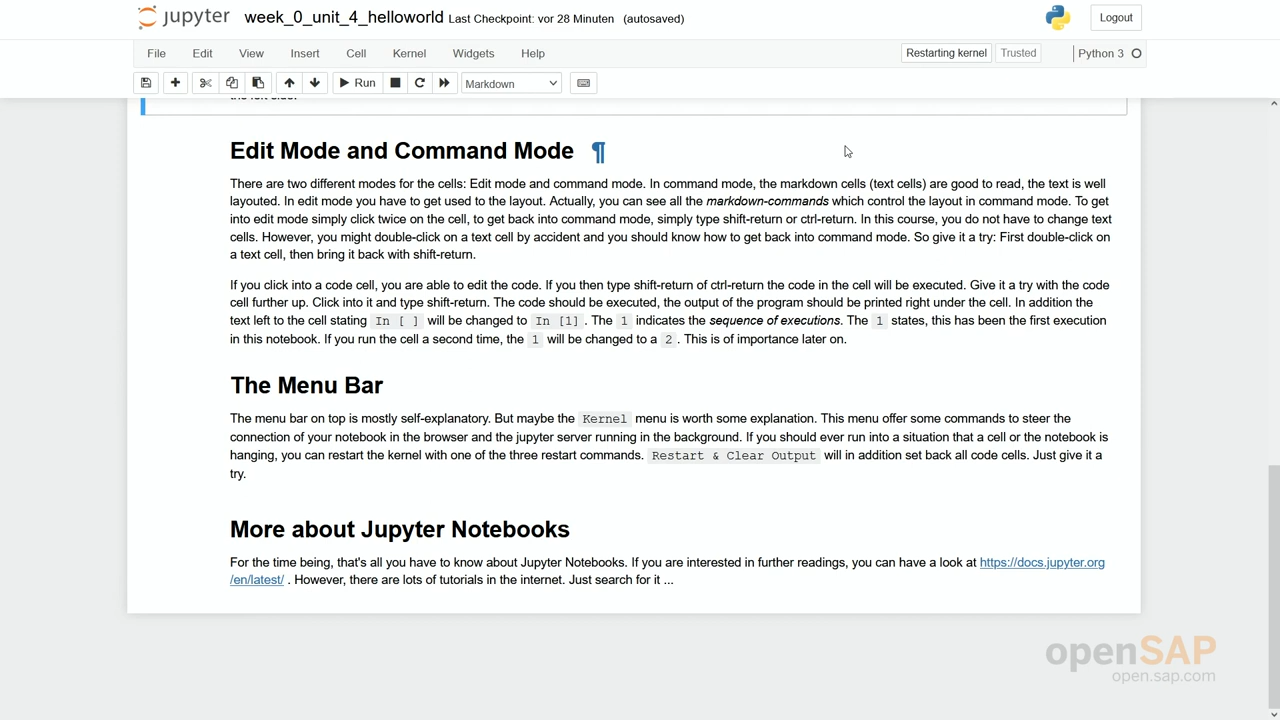 jupyter week_0_unit_4_helloworld Last Checkpoint: vor 28 Minuten (autosaved) Logout
File Edit View Insert Cell Kernel Widgets Help Restarting kernel Trusted Python 3
Run Markdown
Edit Mode and Command Mode ¶
There are two different modes for the cells: Edit mode and command mode. In command mode, the markdown cells (text cells) are good to read, the text is well
layouted. In edit mode you have to get used to the layout. Actually, you can see all the markdown-commands which control the layout in command mode. To get
into edit mode simply click twice on the cell, to get back into command mode, simply type shift-return or ctrl-return. In this course, you do not have to change text
cells. However, you might double-click on a text cell by accident and you should know how to get back into command mode. So give it a try: First double-click on
a text cell, then bring it back with shift-return.
If you click into a code cell, you are able to edit the code. If you then type shift-return of ctrl-return the code in the cell will be executed. Give it a try with the code
cell further up. Click into it and type shift-return. The code should be executed, the output of the program should be printed right under the cell. In addition the
text left to the cell stating In [ ] will be changed to In [1] . The 1 indicates the sequence of executions. The 1 states, this has been the first execution
in this notebook. If you run the cell a second time, the 1 will be changed to a 2 . This is of importance later on.
The Menu Bar
The menu bar on top is mostly self-explanatory. But maybe the Kernel menu is worth some explanation. This menu offer some commands to steer the
connection of your notebook in the browser and the jupyter server running in the background. If you should ever run into a situation that a cell or the notebook is
hanging, you can restart the kernel with one of the three restart commands. Restart & Clear Output will in addition set back all code cells. Just give it a
try.
More about Jupyter Notebooks
For the time being, that's all you have to know about Jupyter Notebooks. If you are interested in further readings, you can have a look at https://docs.jupyter.org
/en/latest/ . However, there are lots of tutorials in the internet. Just search for it ...
openSAP
open.sap.com